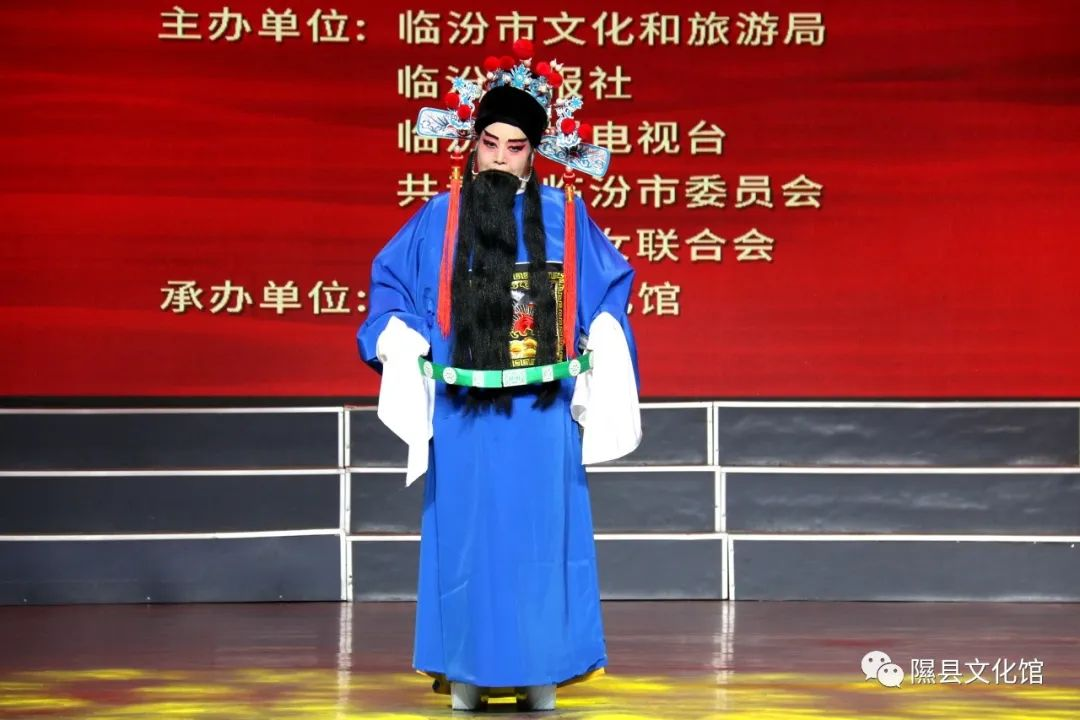 主办单位: 临汾市文化和旅游局
临汾 报社
临汾 电视台
共 临汾市委员会
女联合会
承办单位: 馆
隰县文化馆